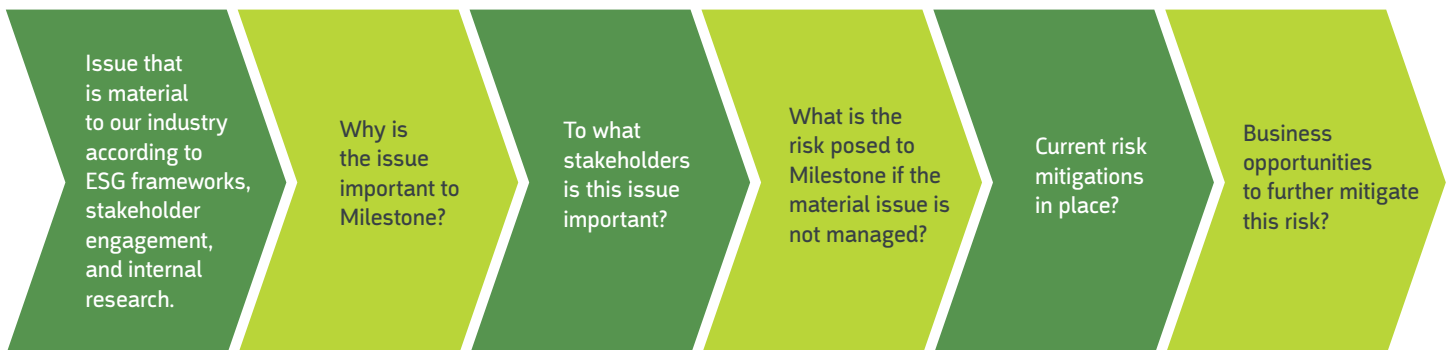 Issue that
is material
to our industry
according to
ESG frameworks,
stakeholder
engagement,
and internal
research.
Why is
the issue
important to
Milestone?
To what
stakeholders
is this issue
important?
What is the
risk posed to
Milestone if the
material issue is
not managed?
Current risk
mitigations
in place?
Business
opportunities
to further mitigate
this risk?